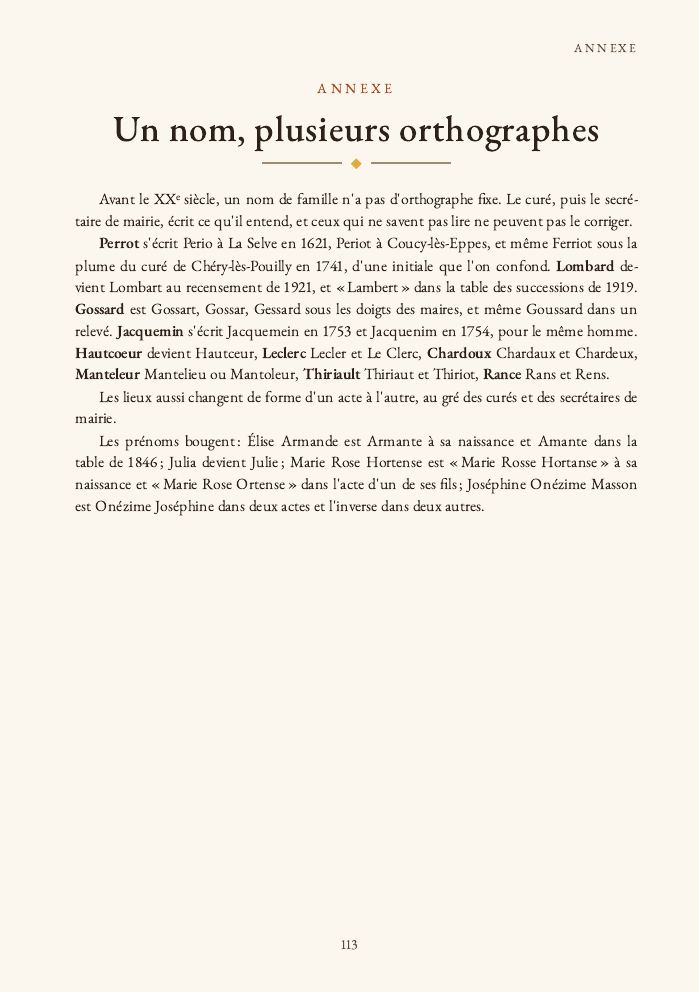 ANNEXE
ANNEXE
Un nom, plusieurs orthographes
Avant le XXe siècle, un nom de famille n'a pas d'orthographe fixe. Le curé, puis le secré-
taire de mairie, écrit ce qu'il entend, et ceux qui ne savent pas lire ne peuvent pas le corriger.
Perrot s'écrit Perio à La Selve en 1621, Periot à Coucy-lès-Eppes, et même Ferriot sous la
plume du curé de Chéry-lès-Pouilly en 1741, d'une initiale que l'on confond. Lombard de-
vient Lombart au recensement de 1921, et « Lambert » dans la table des successions de 1919.
Gossard est Gossart, Gossar, Gessard sous les doigts des maires, et même Goussard dans un
relevé. Jacquemin s'écrit Jacquemein en 1753 et Jacquenim en 1754, pour le même homme.
Hautcoeur devient Hautceur, Leclerc Lecler et Le Clerc, Chardoux Chardaux et Chardeux,
Manteleur Mantelieu ou Mantoleur, Thiriault Thiriaut et Thiriot, Rance Rans et Rens.
Les lieux aussi changent de forme d'un acte à l'autre, au gré des curés et des secrétaires de
mairie.
Les prénoms bougent : Élise Armande est Armante à sa naissance et Amante dans la
table de 1846 ; Julia devient Julie ; Marie Rose Hortense est « Marie Rosse Hortanse » à sa
naissance et « Marie Rose Ortense » dans l'acte d'un de ses fils ; Joséphine Onézime Masson
est Onézime Joséphine dans deux actes et l'inverse dans deux autres.
113